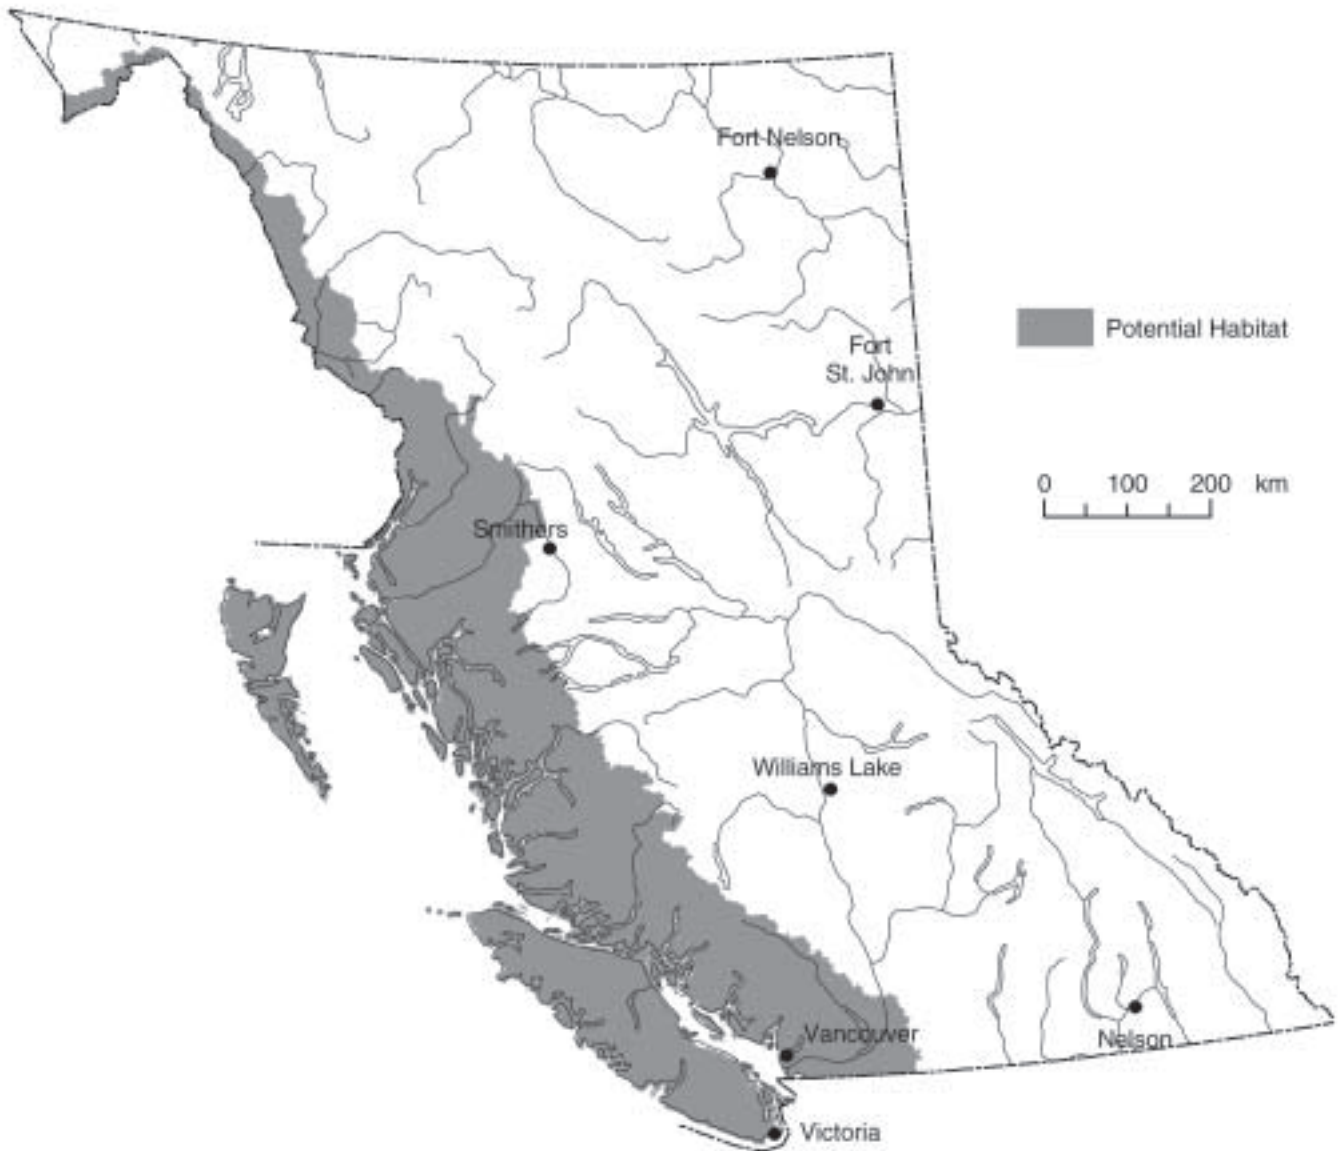 Fort Nelson
Potential Habitat
Fort
St. John
0 100 200 km
Smithers
Williams Lake
Vancouver
Nelson
Victoria